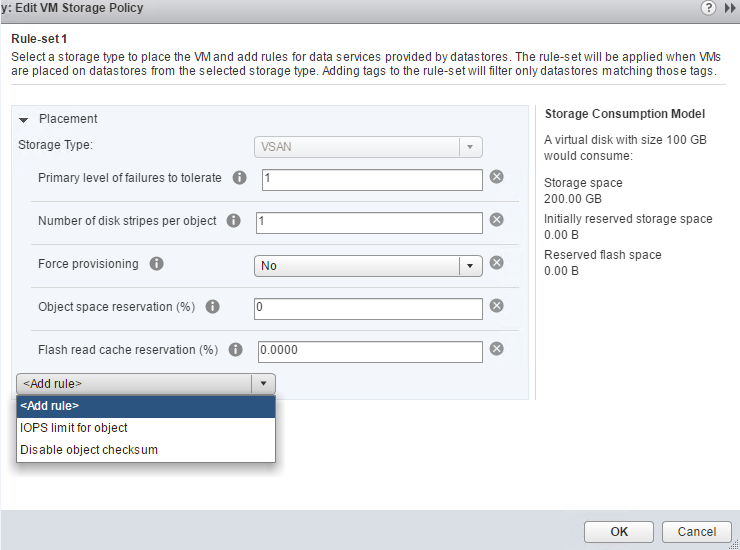 y: Edit VM Storage Policy
Rule-set 1
Select a storage type to place the VM and add rules for data services provided by datastores. The rule-set will be applied when VMs
are placed on datastores from the selected storage type. Adding tags to the rule-set will filter only datastores matching those tags.
Placement
Storage Type:
VSAN
Primary level of failures to tolerate
1
Number of disk stripes per object
1
Force provisioning
No
Object space reservation (%)
0
Flash read cache reservation (%)
0.0000
<Add rule>
<Add rule>
IOPS limit for object
Disable object checksum
Storage Consumption Model
A virtual disk with size 100 GB
would consume:
Storage space
200.00 GB
Initially reserved storage space
0.00 B
Reserved flash space
0.00 B
OK
Cancel